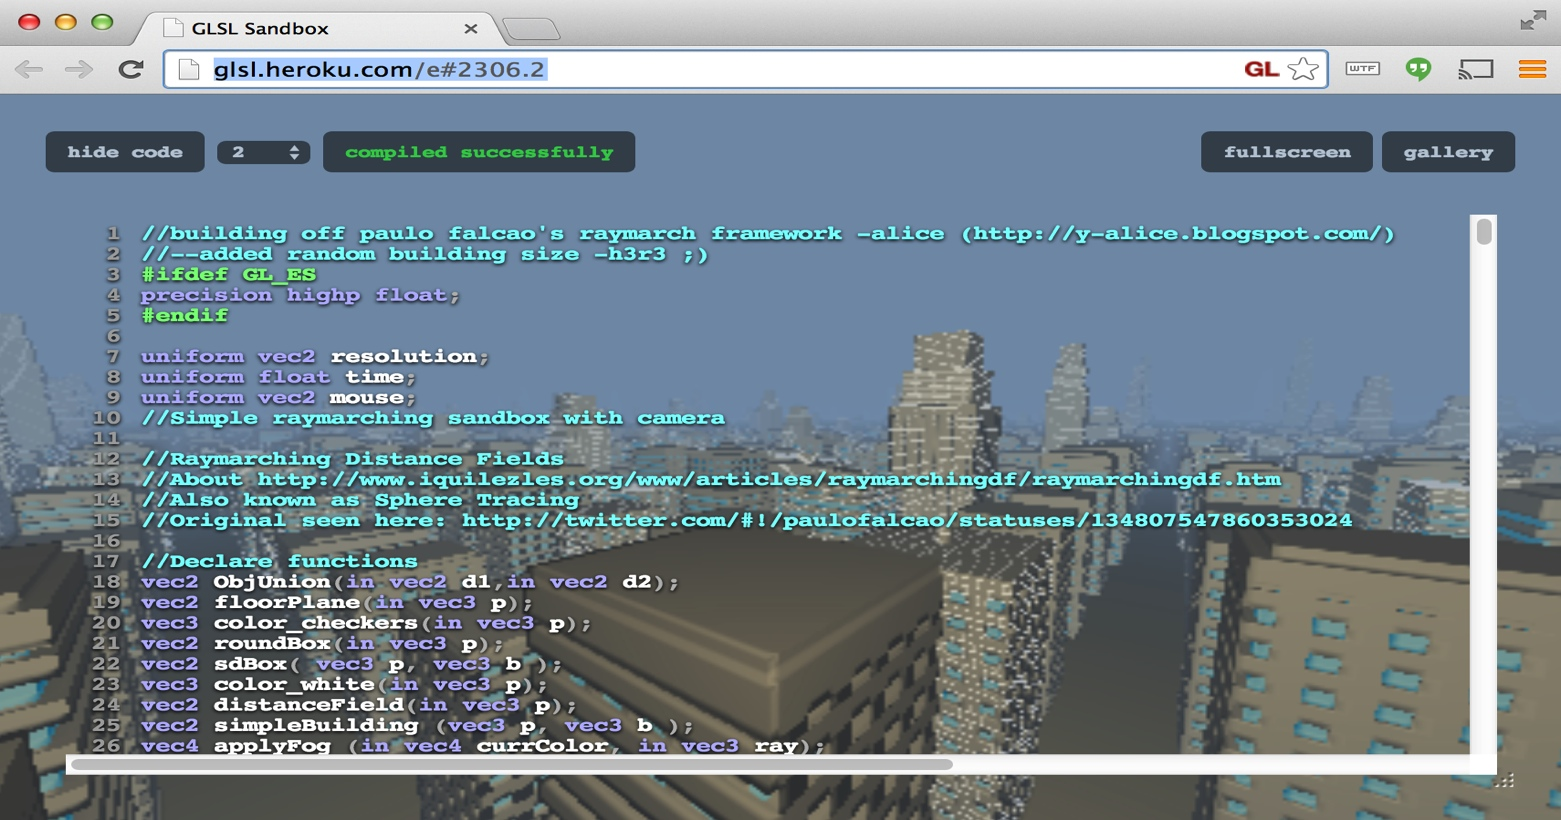 GLSL Sandbox
glsl.heroku.com/e#2306.2
GL
WTF
hide code
2
compiled successfully
fullscreen
gallery
1 //building off paulo falcao's raymarch framework -alice (http://y-alice.blogspot.com/)
2 //--added random building size -h3r3 ;)
3 #ifdef GL_ES
4 precision highp float;
5 #endif
6
7 uniform vec2 resolution;
8 uniform float time;
9 uniform vec2 mouse;
10 //Simple raymarching sandbox with camera
11
12 //Raymarching Distance Fields
13 //About http://www.iquilezles.org/www/articles/raymarchingdf/raymarchingdf.htm
14 //Also known as Sphere Tracing
15 //Original seen here: http://twitter.com/#!/paulofalcao/statuses/134807547860353024
16
17 //Declare functions
18 vec2 ObjUnion(in vec2 d1,in vec2 d2);
19 vec2 floorPlane(in vec3 p);
20 vec3 color_checkers(in vec3 p);
21 vec2 roundBox(in vec3 p);
22 vec2 sdBox( vec3 p, vec3 b );
23 vec3 color_white(in vec3 p);
24 vec2 distanceField(in vec3 p);
25 vec2 simpleBuilding (vec3 p, vec3 b );
26 vec4 applyFog (in vec4 currColor, in vec3 ray);